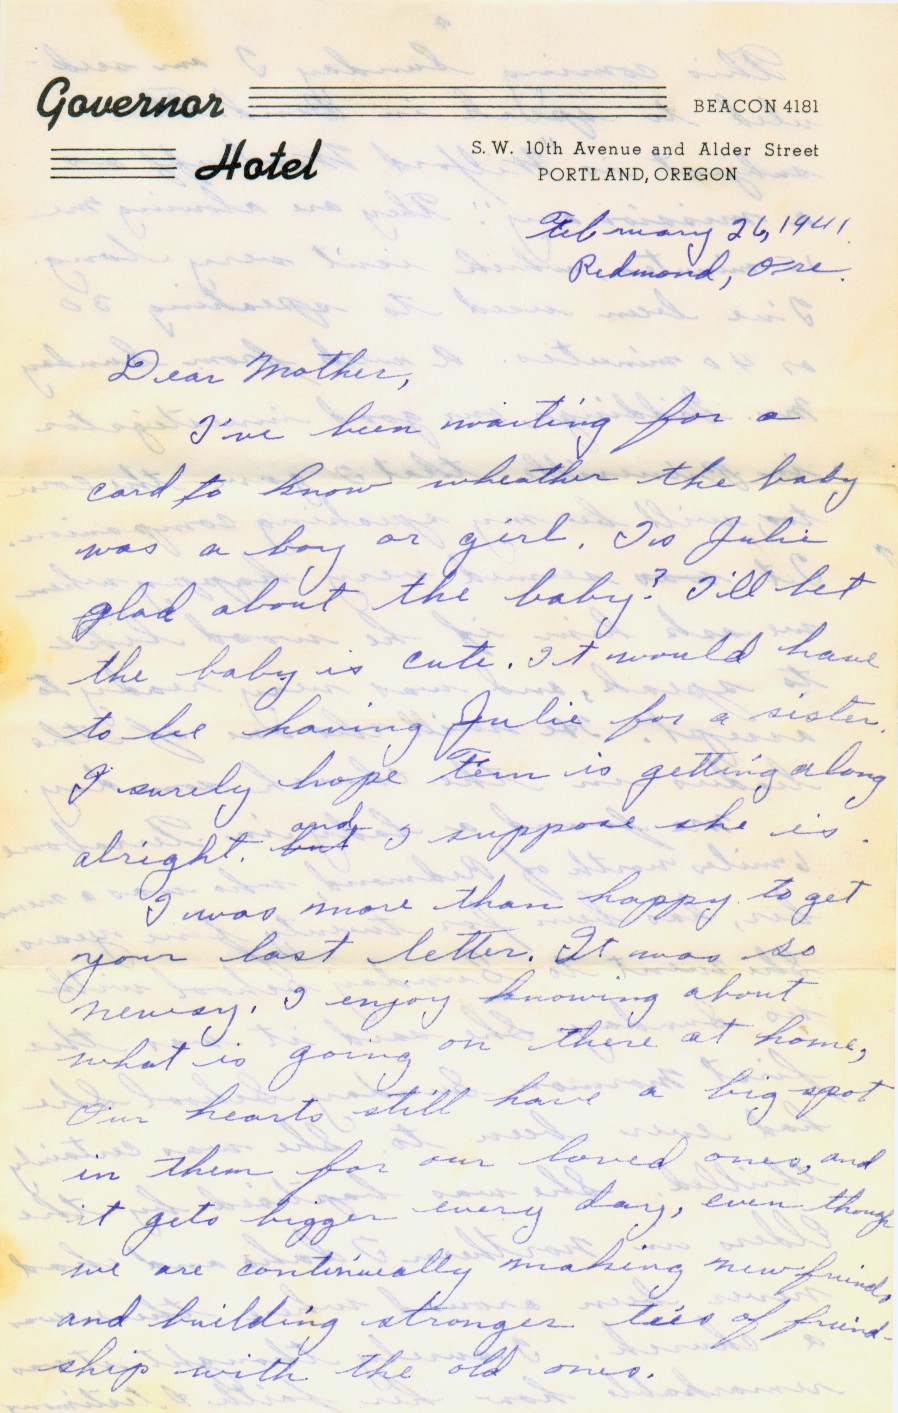 Governor
Hotel
BEACON 4181
S. W. 10th Avenue and Alder Street
PORTLAND, OREGON
February 26, 1941.
Redmond, Ore.
Dear Mother,
I've been waiting for a
card to know wheather the baby
was a boy or girl. Is Julie
glad about the baby? I'll bet
the baby is cute. It would have
to be having Julie for a sister.
I surely hope Fern is getting along
alright. but and I suppose she is.
I was more than happy to get
your last letter. It was so
newsy. I enjoy knowing about
what is going on there at home,
Our hearts still have a big spot
in them for our loved ones, and
it gets bigger every day, even though
we are continually making new friends
and building stronger ties of friend-
ship with the old ones.